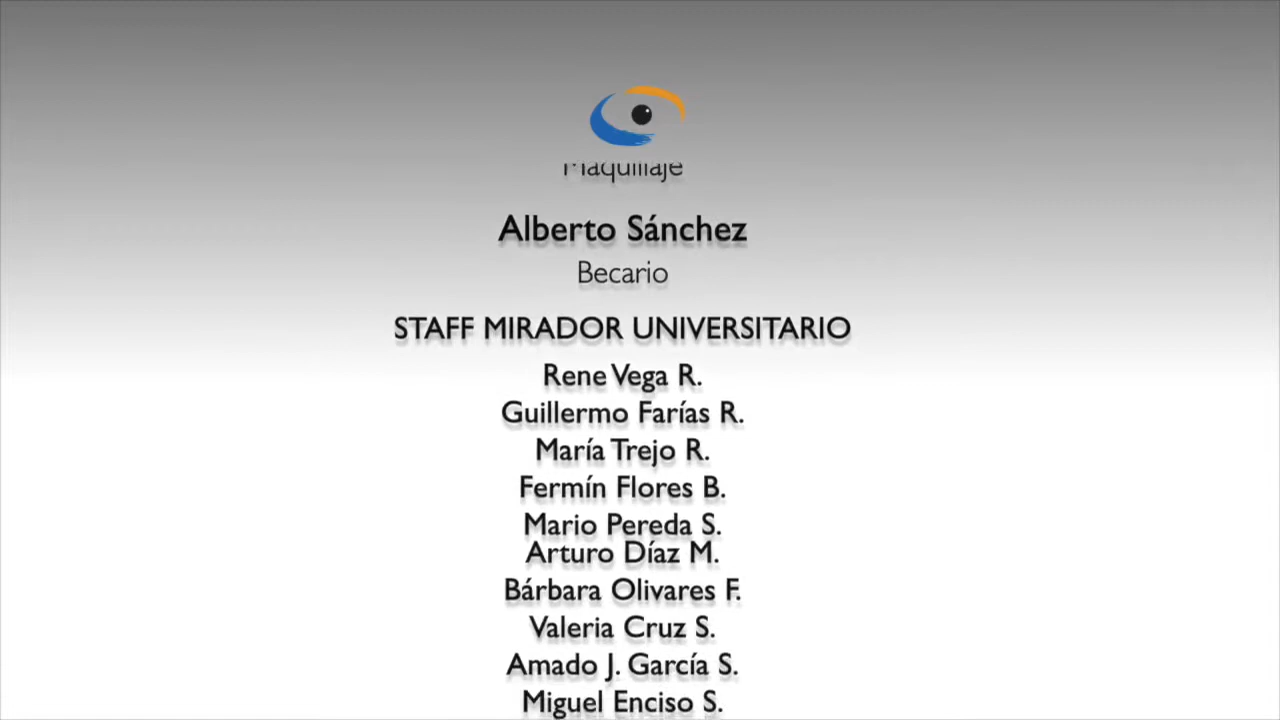 Maquillaje
Alberto Sánchez
Becario
STAFF MIRADOR UNIVERSITARIO
Rene Vega R.
Guillermo Farías R.
María Trejo R.
Fermín Flores B.
Mario Pereda S.
Arturo Díaz M.
Bárbara Olivares F.
Valeria Cruz S.
Amado J. García S.
Miguel Enciso S.